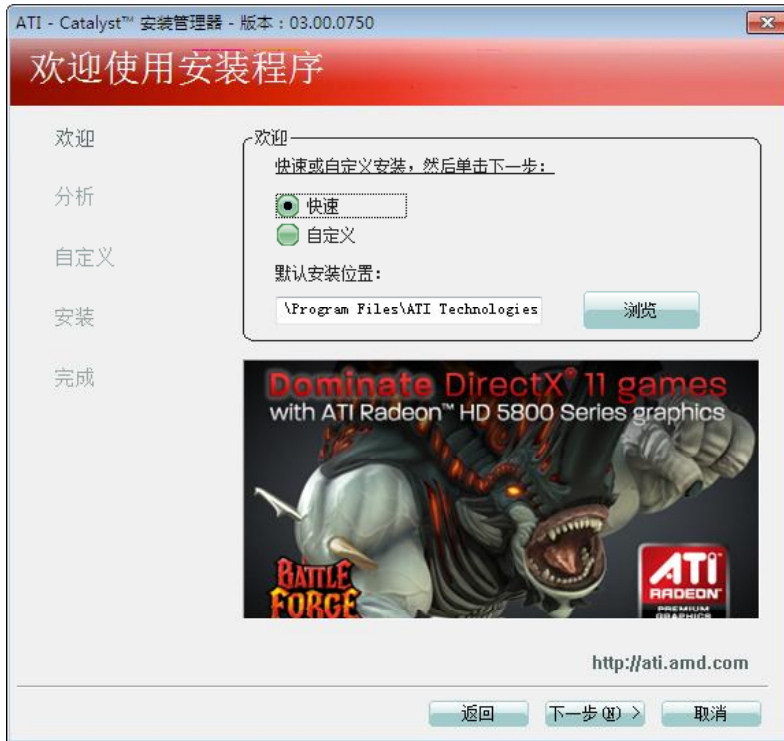 ATI - Catalyst™ 安装管理器 - 版本：03.00.0750
欢迎使用安装程序
欢迎
分析
自定义
安装
完成
欢迎
快速或自定义安装，然后单击下一步：
快速
自定义
默认安装位置：
\Program Files\ATI Technologies
浏览
Dominate DirectX® 11 games
with ATI Radeon™ HD 5800 Series graphics
BATTLE
FORGE
ATI
RADEON
PREMIUM
GRAPHICS
http://ati.amd.com
返回
下一步(N) >
取消